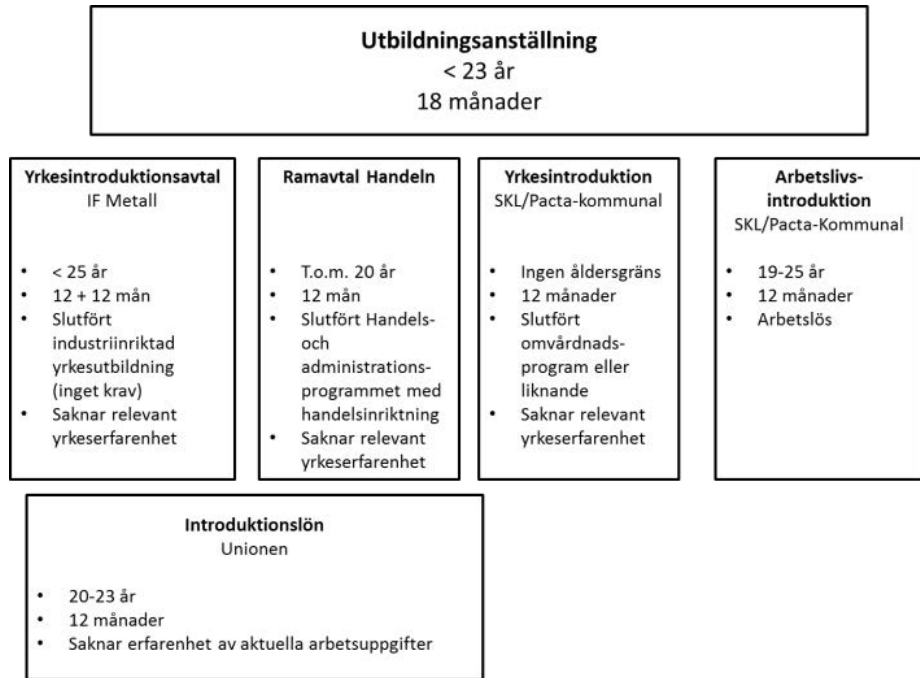 Utbildningsanställning
< 23 år
18 månader
Yrkesintroduktionsavtal
IF Metall
• < 25 år
• 12 + 12 mån
• Slutfört
industriinriktad
yrkesutbildning
(inget krav)
• Saknar relevant
yrkeserfarenhet
Ramavtal Handeln
• T.o.m. 20 år
• 12 mån
• Slutfört Handels-
och
administrations-
programmet med
handelsinriktning
• Saknar relevant
yrkeserfarenhet
Yrkesintroduktion
SKL/Pacta-kommunal
• Ingen åldersgräns
• 12 månader
• Slutfört
omvårdnads-
program eller
liknande
• Saknar relevant
yrkeserfarenhet
Arbetslivs-
introduktion
SKL/Pacta-Kommunal
• 19-25 år
• 12 månader
• Arbetslös
Introduktionslön
Unionen
• 20-23 år
• 12 månader
• Saknar erfarenhet av aktuella arbetsuppgifter